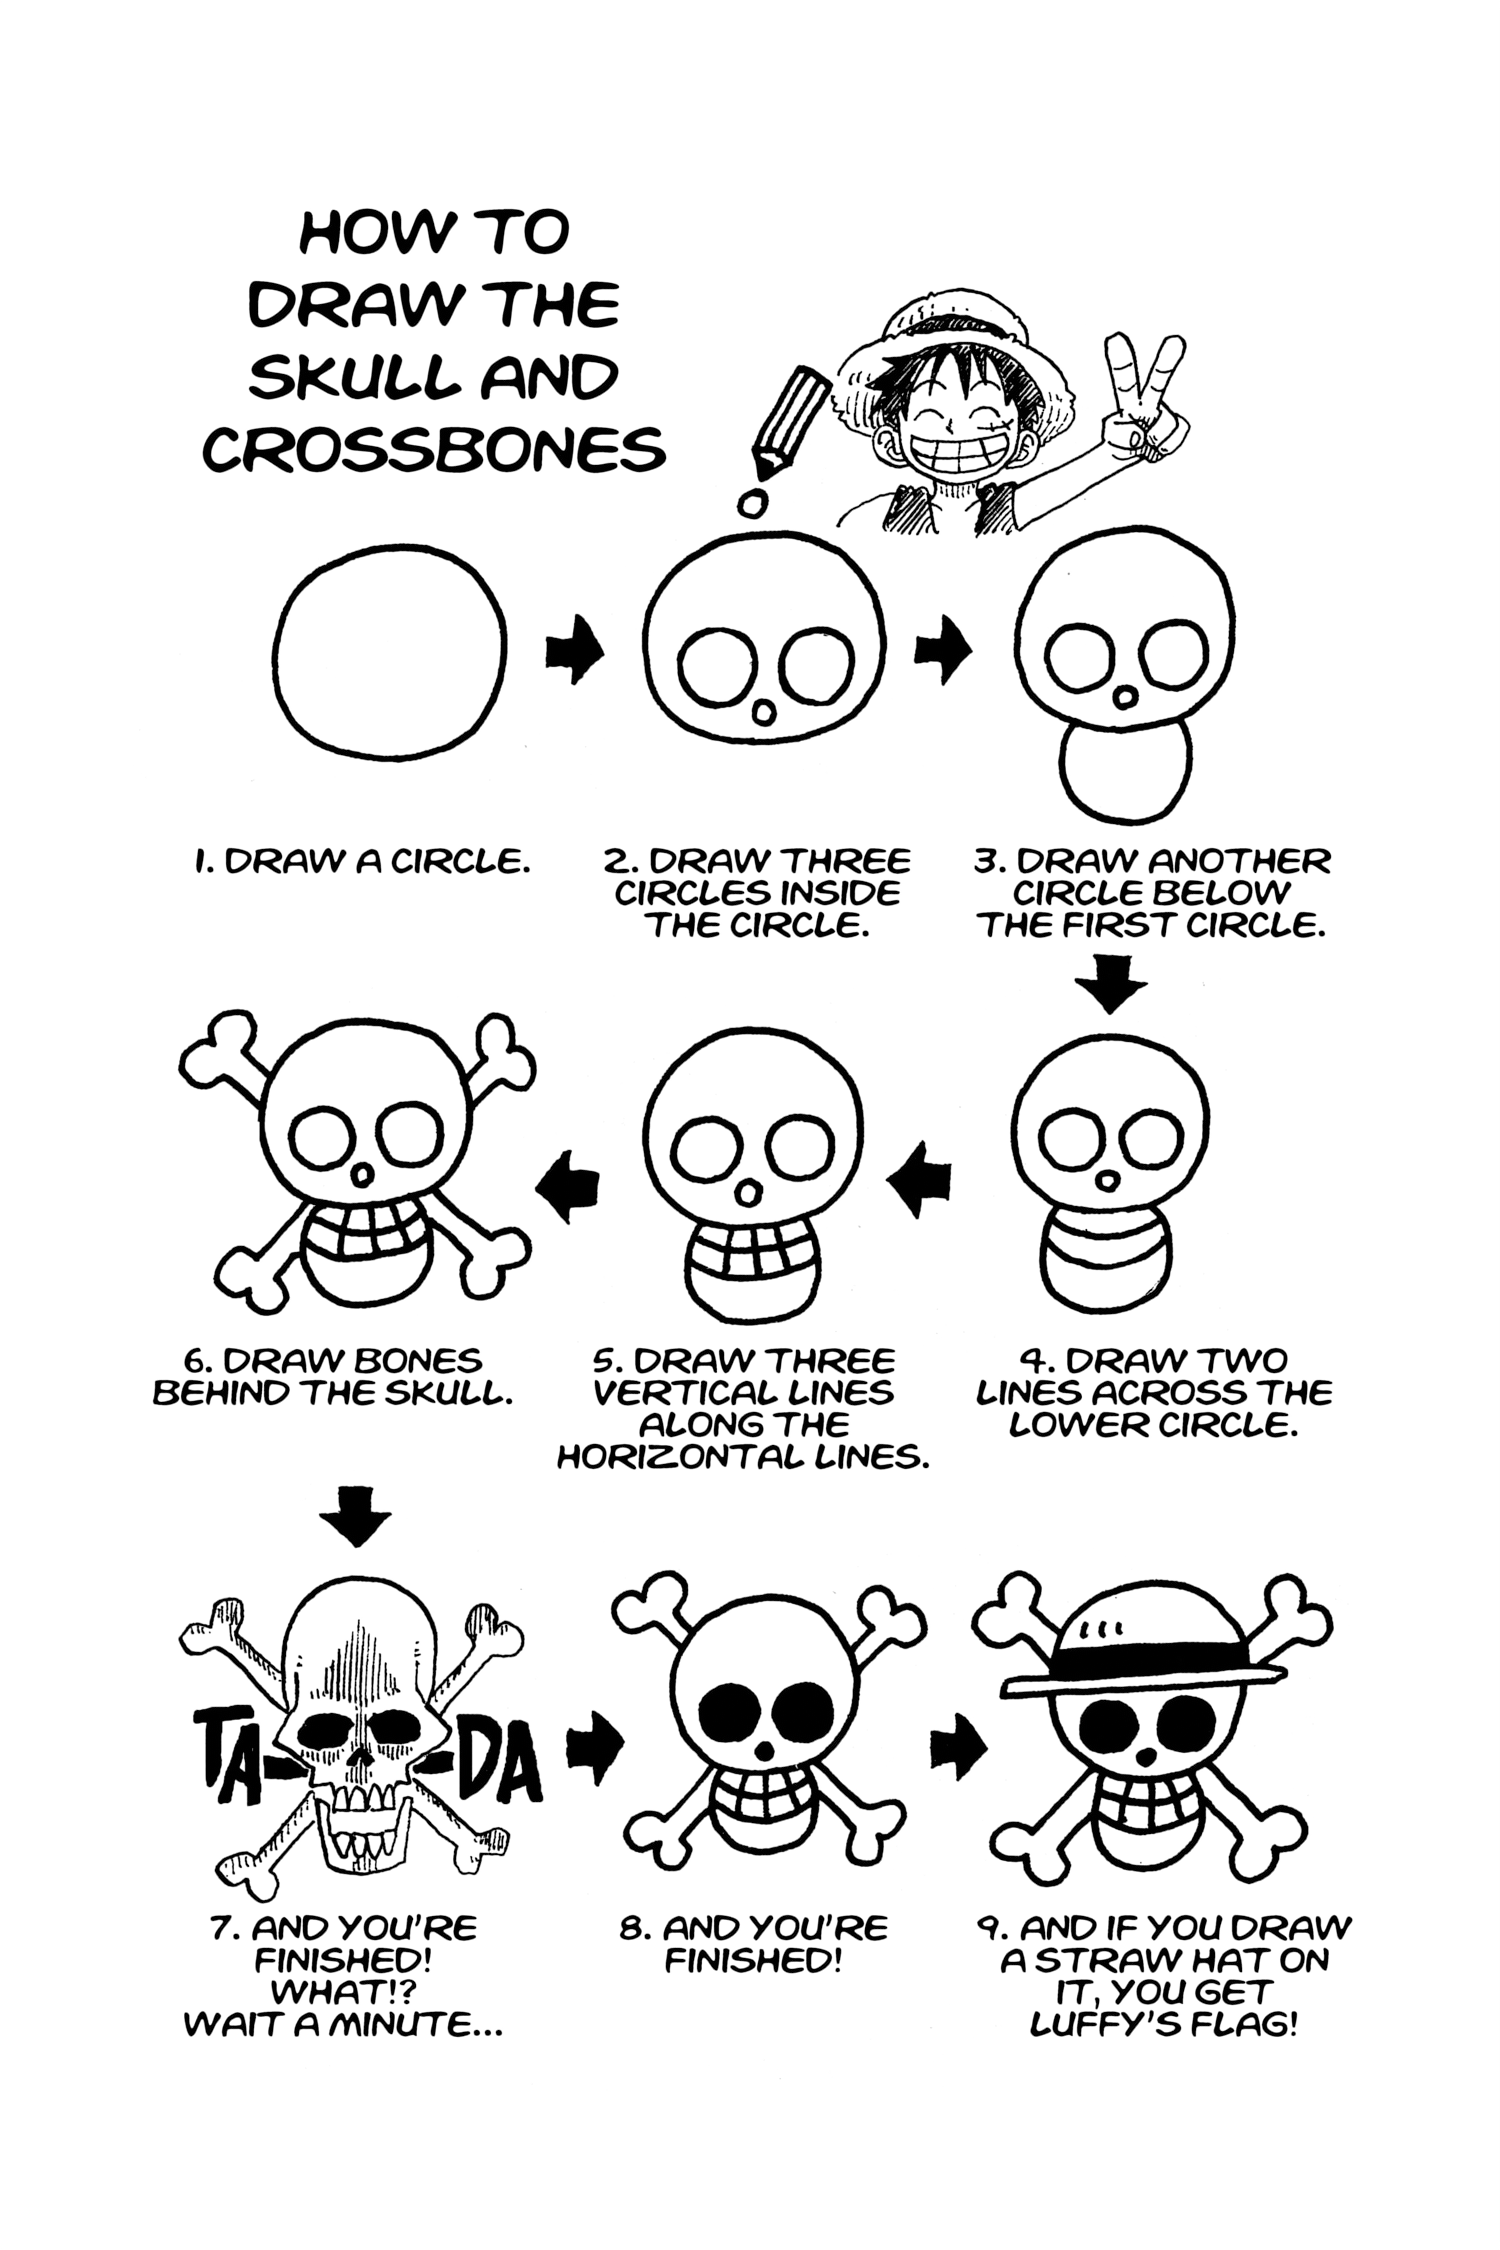 HOW TO
DRAW THE
SKULL AND
CROSSBONES
1. DRAW A CIRCLE.
2. DRAW THREE
CIRCLES INSIDE
THE CIRCLE.
3. DRAW ANOTHER
CIRCLE BELOW
THE FIRST CIRCLE.
4. DRAW TWO
LINES ACROSS THE
LOWER CIRCLE.
5. DRAW THREE
VERTICAL LINES
ALONG THE
HORIZONTAL LINES.
6. DRAW BONES
BEHIND THE SKULL.
TA-DA
7. AND YOU'RE
FINISHED!
WHAT!?
WAIT A MINUTE...
8. AND YOU'RE
FINISHED!
9. AND IF YOU DRAW
A STRAW HAT ON
IT, YOU GET
LUFFY'S FLAG!